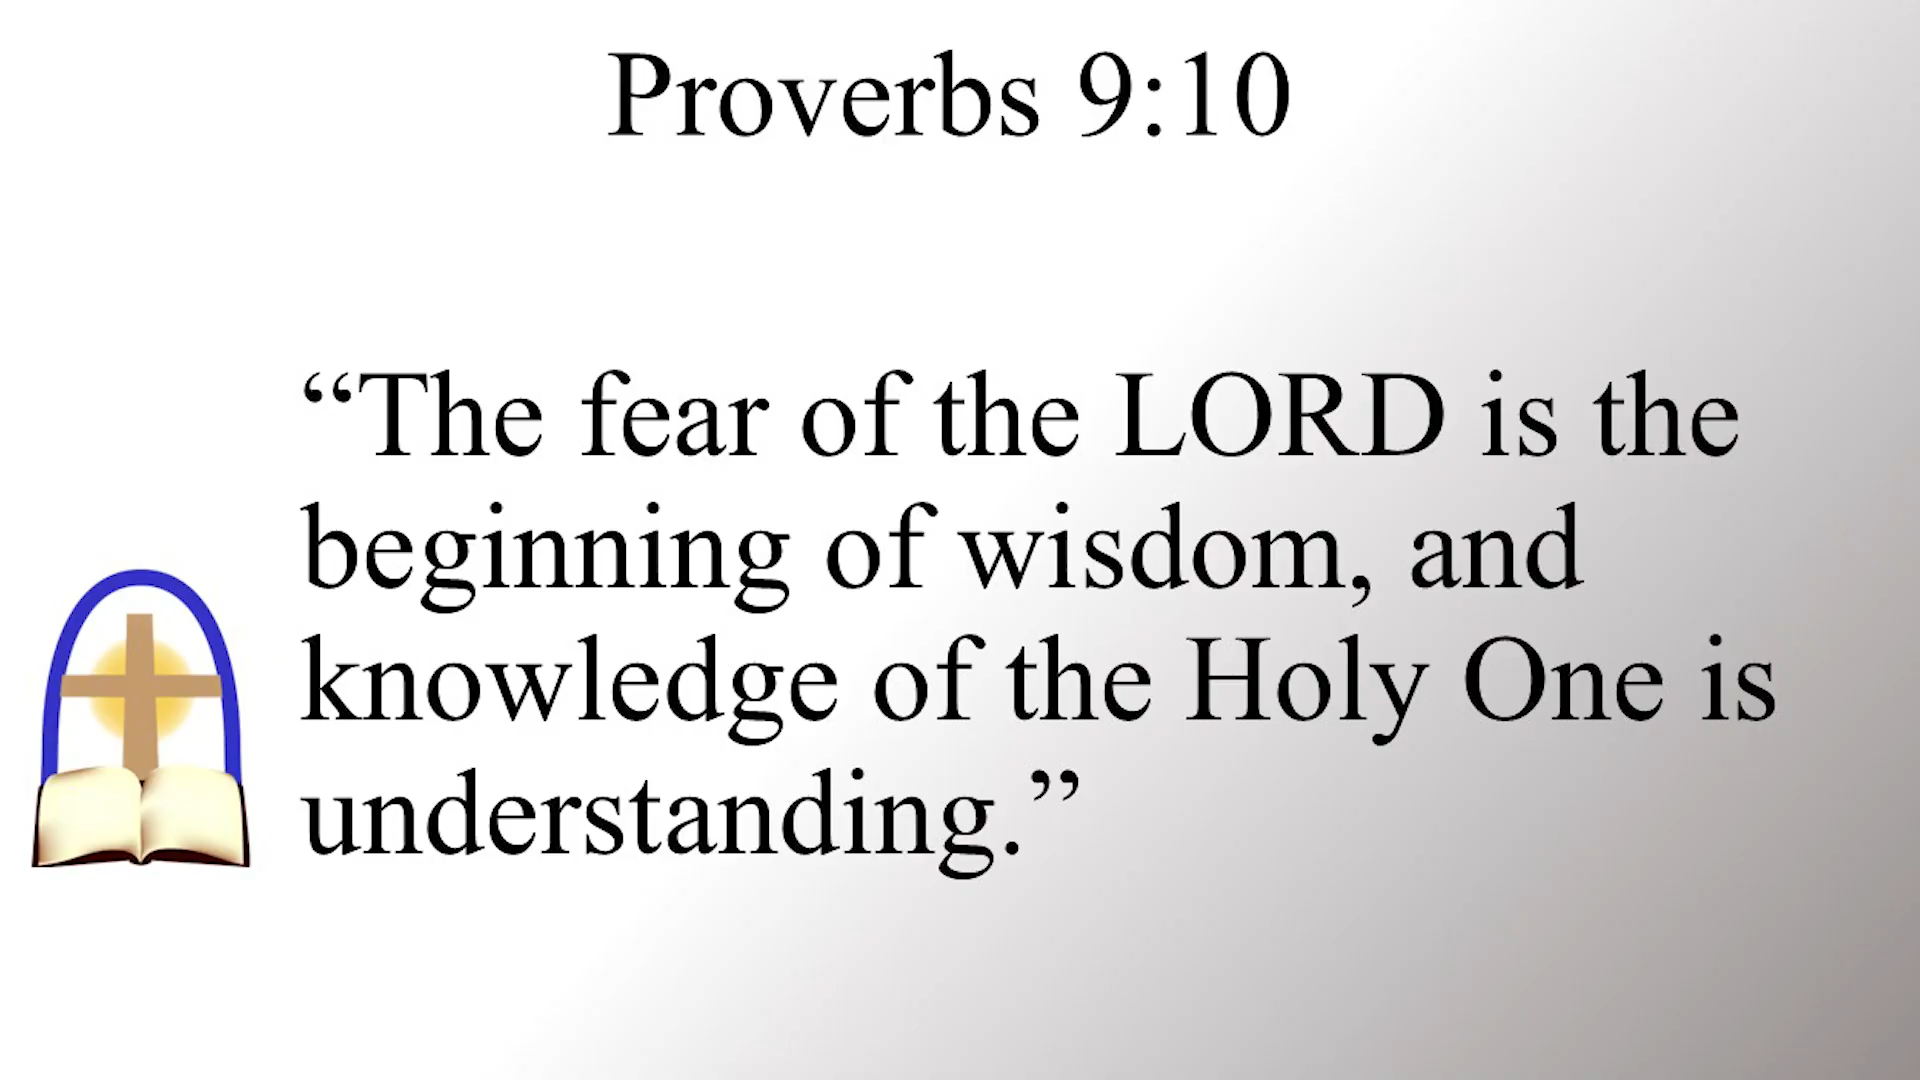 Proverbs 9:10
“The fear of the LORD is the
beginning of wisdom, and
knowledge of the Holy One is
understanding.”